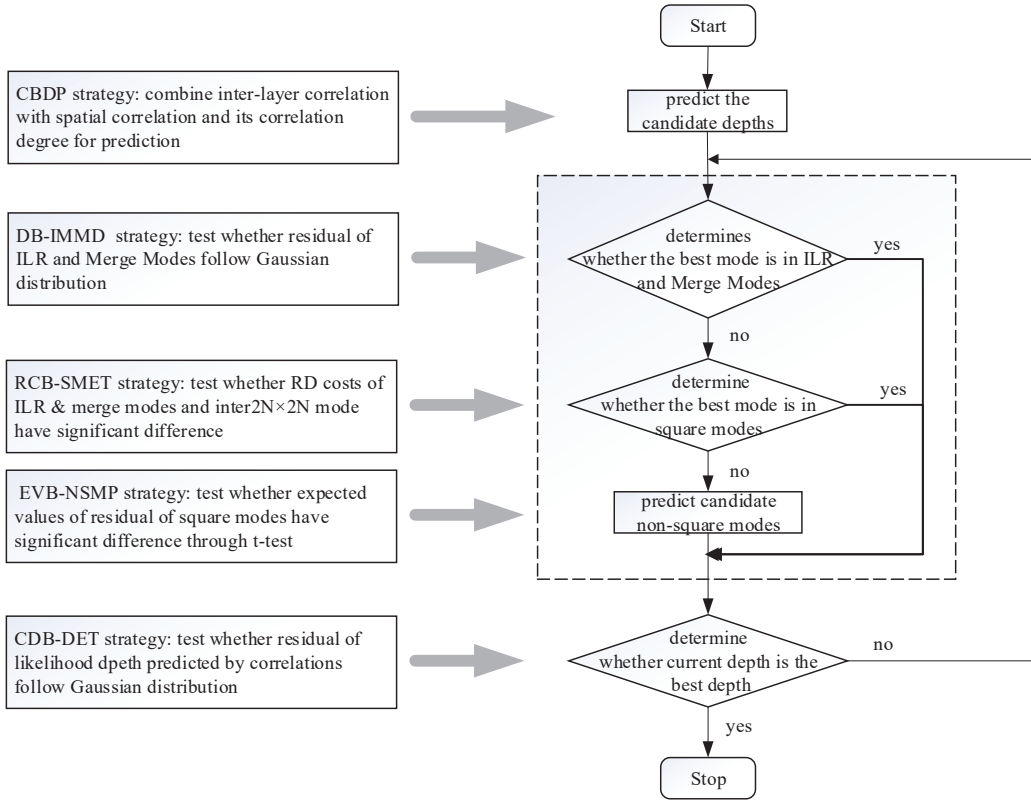 Start
CBDP strategy: combine inter-layer correlation
with spatial correlation and its correlation
degree for prediction
predict the
candidate depths
DB-IMMD strategy: test whether residual of
ILR and Merge Modes follow Gaussian
distribution
determines
whether the best mode is in ILR
and Merge Modes
yes
no
RCB-SMET strategy: test whether RD costs of
ILR & merge modes and inter2N×2N mode
have significant difference
determine
whether the best mode is in
square modes
yes
no
EVB-NSMP strategy: test whether expected
values of residual of square modes have
significant difference through t-test
predict candidate
non-square modes
CDB-DET strategy: test whether residual of
likelihood dpeth predicted by correlations
follow Gaussian distribution
determine
whether current depth is the
best depth
no
yes
Stop